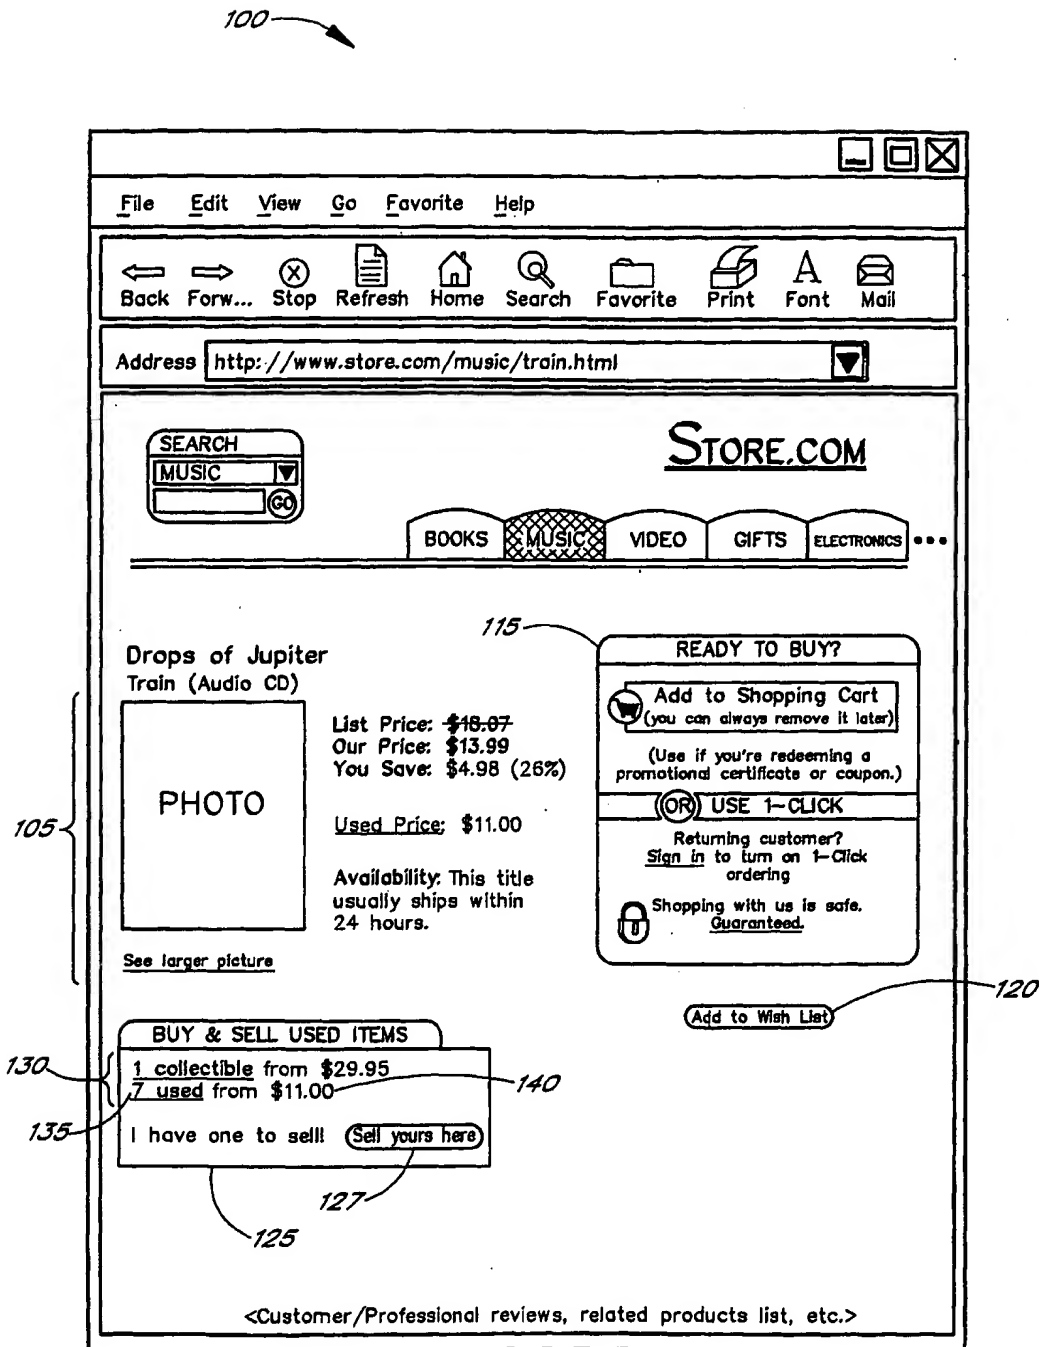 100
File Edit View Go Favorite Help
Back Forw... Stop Refresh Home Search Favorite Print Font Mail
Address http://www.store.com/music/train.html
SEARCH
MUSIC
GO
STORE.COM
BOOKS MUSIC VIDEO GIFTS ELECTRONICS ...
115
Drops of Jupiter
Train (Audio CD)
105
PHOTO
See larger picture
List Price: $18.07
Our Price: $13.99
You Save: $4.98 (26%)
Used Price: $11.00
Availability: This title
usually ships within
24 hours.
READY TO BUY?
Add to Shopping Cart
(you can always remove it later)
(Use if you're redeeming a
promotional certificate or coupon.)
OR USE 1-CLICK
Returning customer?
Sign in to turn on 1-Click
ordering
Shopping with us is safe.
Guaranteed.
Add to Wish List
120
BUY & SELL USED ITEMS
130
1 collectible from $29.95
7 used from $11.00
140
135
I have one to sell! Sell yours here
127
125
<Customer/Professional reviews, related products list, etc.>